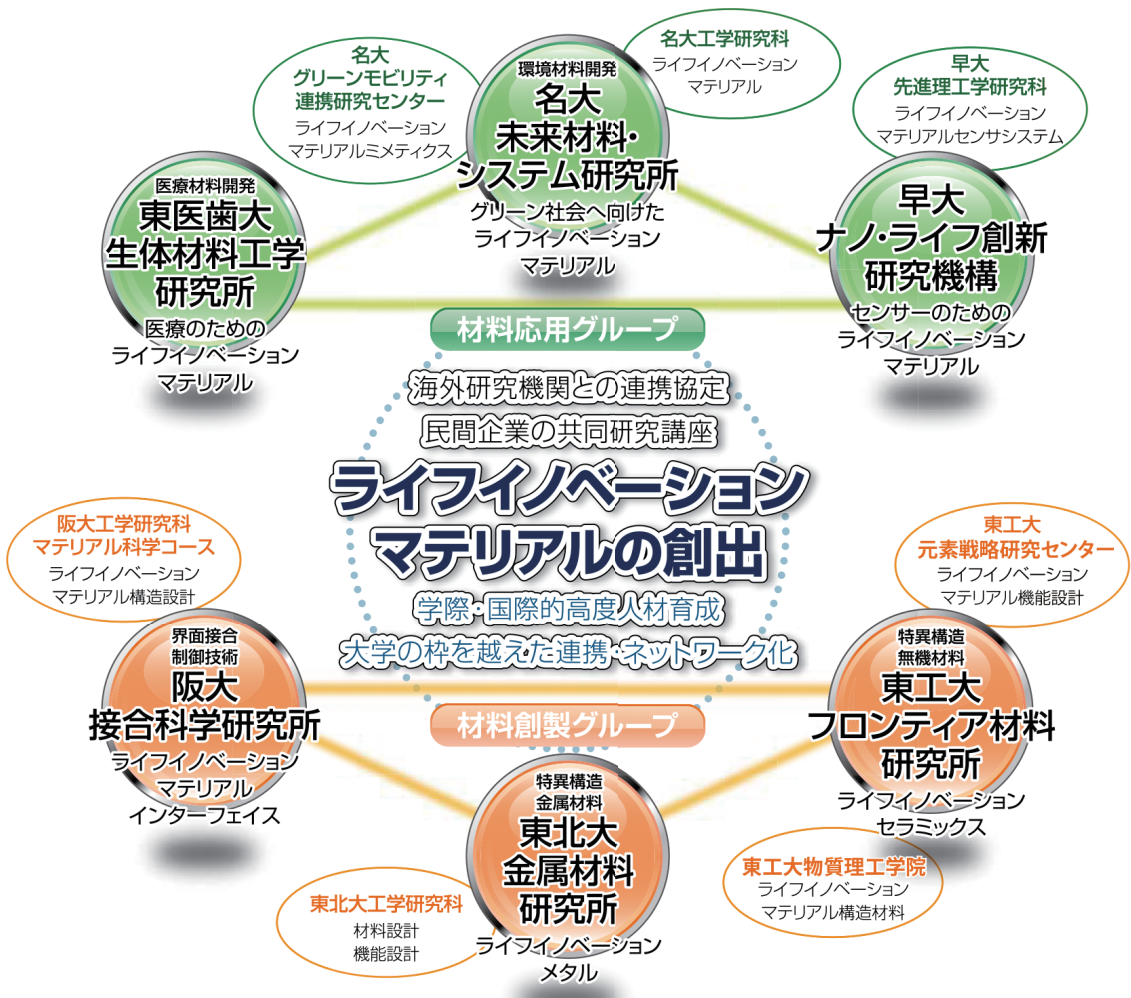 名大
グリーンモビリティ
連携研究センター
ライフイノベーション
マテリアルミメティクス
環境材料開発
名大
未来材料・
システム研究所
グリーン社会へ向けた
ライフイノベーション
マテリアル
名大工学研究科
ライフイノベーション
マテリアル
早大
先進理工学研究科
ライフイノベーション
マテリアルセンサシステム
医療材料開発
東医歯大
生体材料工学
研究所
医療のための
ライフイノベーション
マテリアル
早大
ナノ・ライフ創新
研究機構
センサーのための
ライフイノベーション
マテリアル
材料応用グループ
海外研究機関との連携協定
民間企業の共同研究講座
ライフイノベーション
マテリアルの創出
学際・国際的高度人材育成
大学の枠を越えた連携・ネットワーク化
材料創製グループ
阪大工学研究科
マテリアル科学コース
ライフイノベーション
マテリアル構造設計
界面接合
制御技術
阪大
接合科学研究所
ライフイノベーション
マテリアル
インターフェイス
東工大
元素戦略研究センター
ライフイノベーション
マテリアル機能設計
特異構造
無機材料
東工大
フロンティア材料
研究所
ライフイノベーション
セラミックス
特異構造
金属材料
東北大
金属材料
研究所
ライフイノベーション
メタル
東北大工学研究科
材料設計
機能設計
東工大物質理工学院
ライフイノベーション
マテリアル構造材料